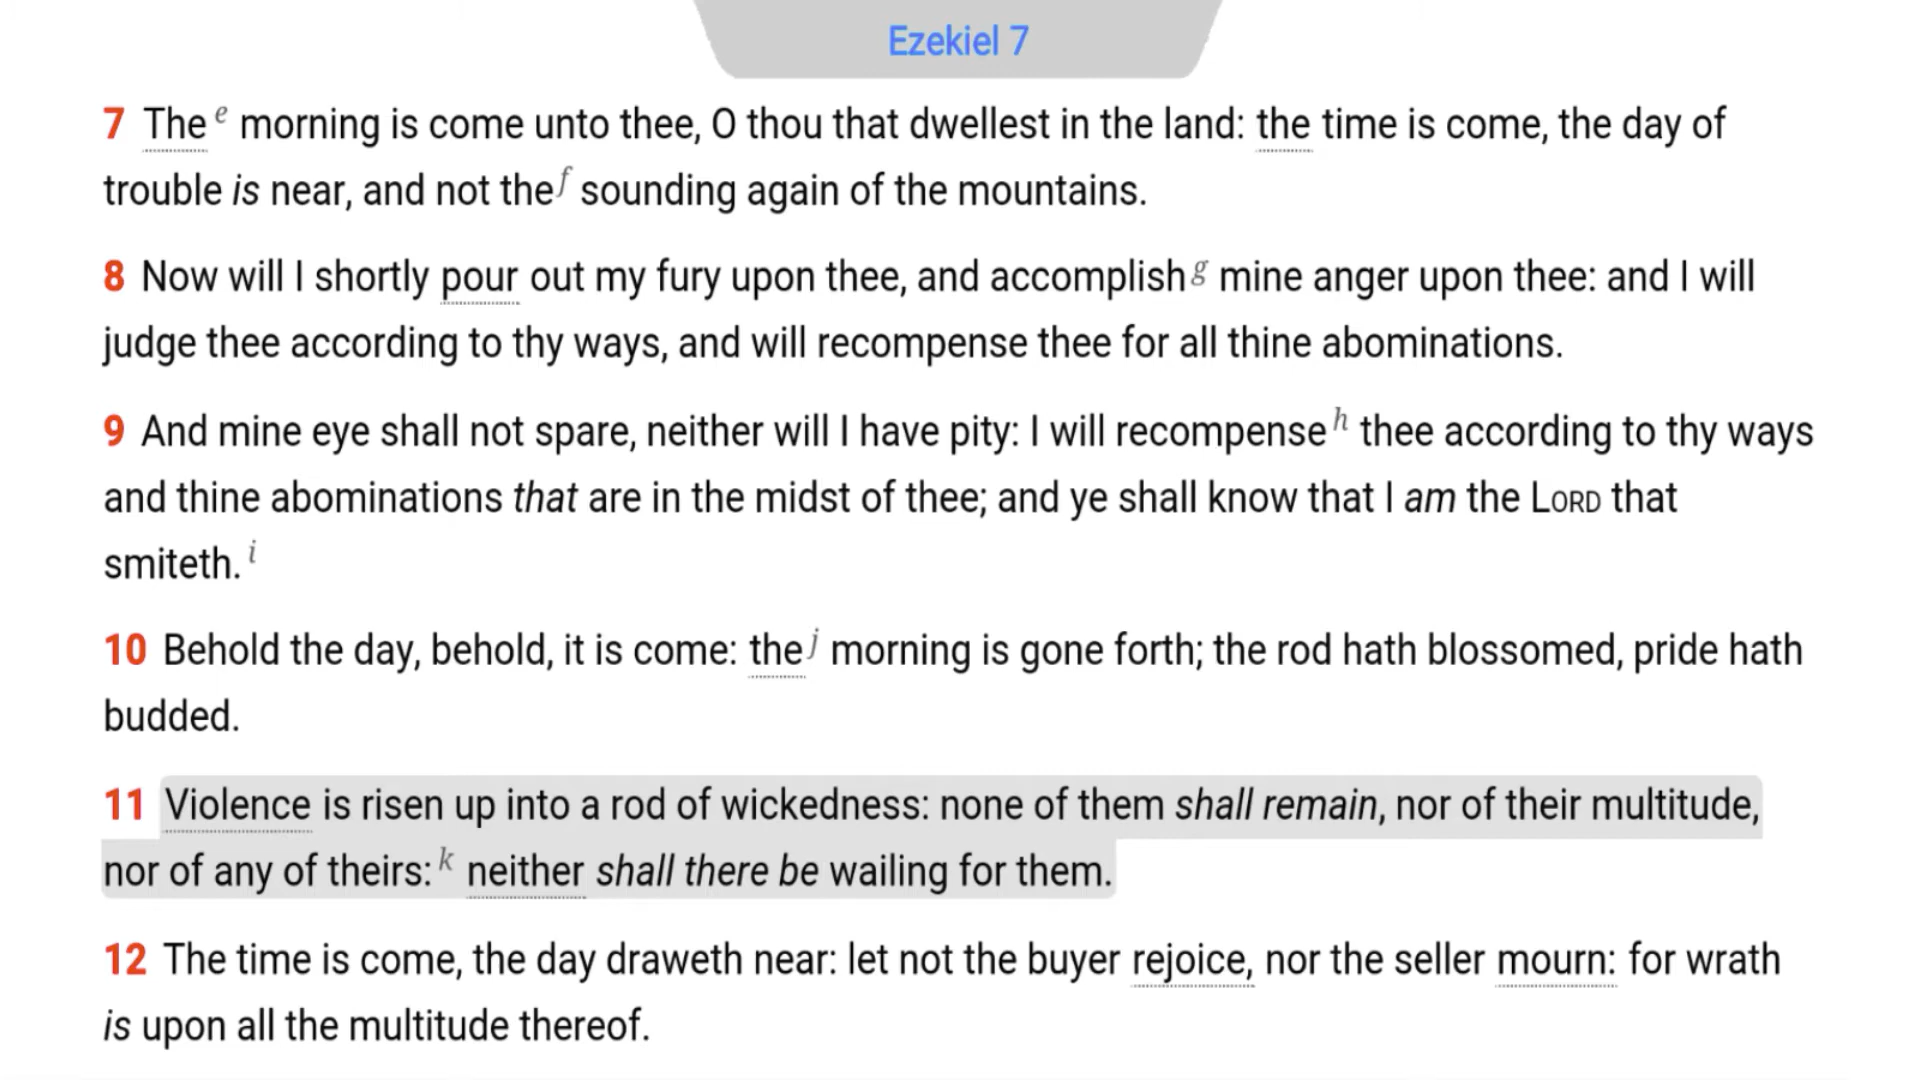 Ezekiel 7
7 The e morning is come unto thee, O thou that dwellest in the land: the time is come, the day of
trouble is near, and not the f sounding again of the mountains.
8 Now will I shortly pour out my fury upon thee, and accomplish g mine anger upon thee: and I will
judge thee according to thy ways, and will recompense thee for all thine abominations.
9 And mine eye shall not spare, neither will I have pity: I will recompense h thee according to thy ways
and thine abominations that are in the midst of thee; and ye shall know that I am the LORD that
smiteth. i
10 Behold the day, behold, it is come: the j morning is gone forth; the rod hath blossomed, pride hath
budded.
11 Violence is risen up into a rod of wickedness: none of them shall remain, nor of their multitude,
nor of any of theirs: k neither shall there be wailing for them.
12 The time is come, the day draweth near: let not the buyer rejoice, nor the seller mourn: for wrath
is upon all the multitude thereof.